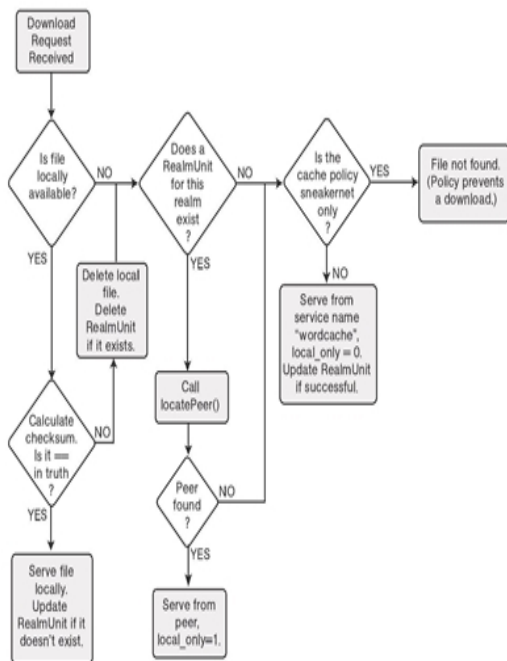 Download
Request
Received
Is file
locally
available?
NO
YES
Does a
RealmUnit
for this
realm
exist
?
NO
YES
Is the
cache policy
sneakernet
only
?
YES
NO
File not found.
(Policy prevents
a download.)
Delete local
file.
Delete
RealmUnit
if it exists.
Serve from
service name
"wordcache",
local_only = 0.
Update RealmUnit
if successful.
Calculate
checksum.
Is it ==
in truth
?
NO
YES
Call
locatePeer()
Peer
found
?
NO
YES
Serve file
locally.
Update
RealmUnit if it
doesn't exist.
Serve from
peer,
local_only=1.